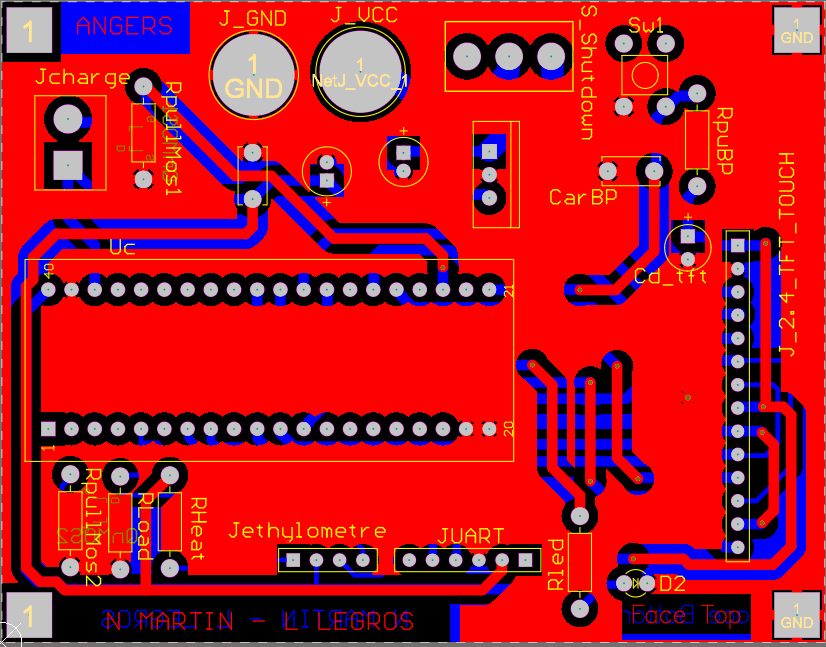 1
ANGERS
J_GND
J_VCC
S_Shutdown
Sw1
1
GND
Jcharge
1
GND
1
NetJ_VCC_1
RpullMos1
RpuBP
CarBP
J_2.4_TFT_TOUCH
Uc
Cd_tft
40
21
1
20
RpullMos2
RLoad
RHeat
Jethylometre
JUART
Rled
D2
1
N MARTIN - L LEGROS
Face Top
1
GND